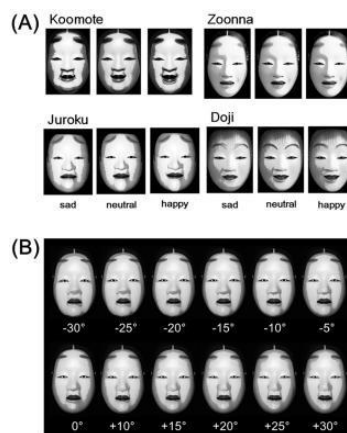 (A)
Koomote Zoonna
Juroku Doji
sad neutral happy sad neutral happy
(B)
-30° -25° -20° -15° -10° -5°
0° +10° +15° +20° +25° +30°